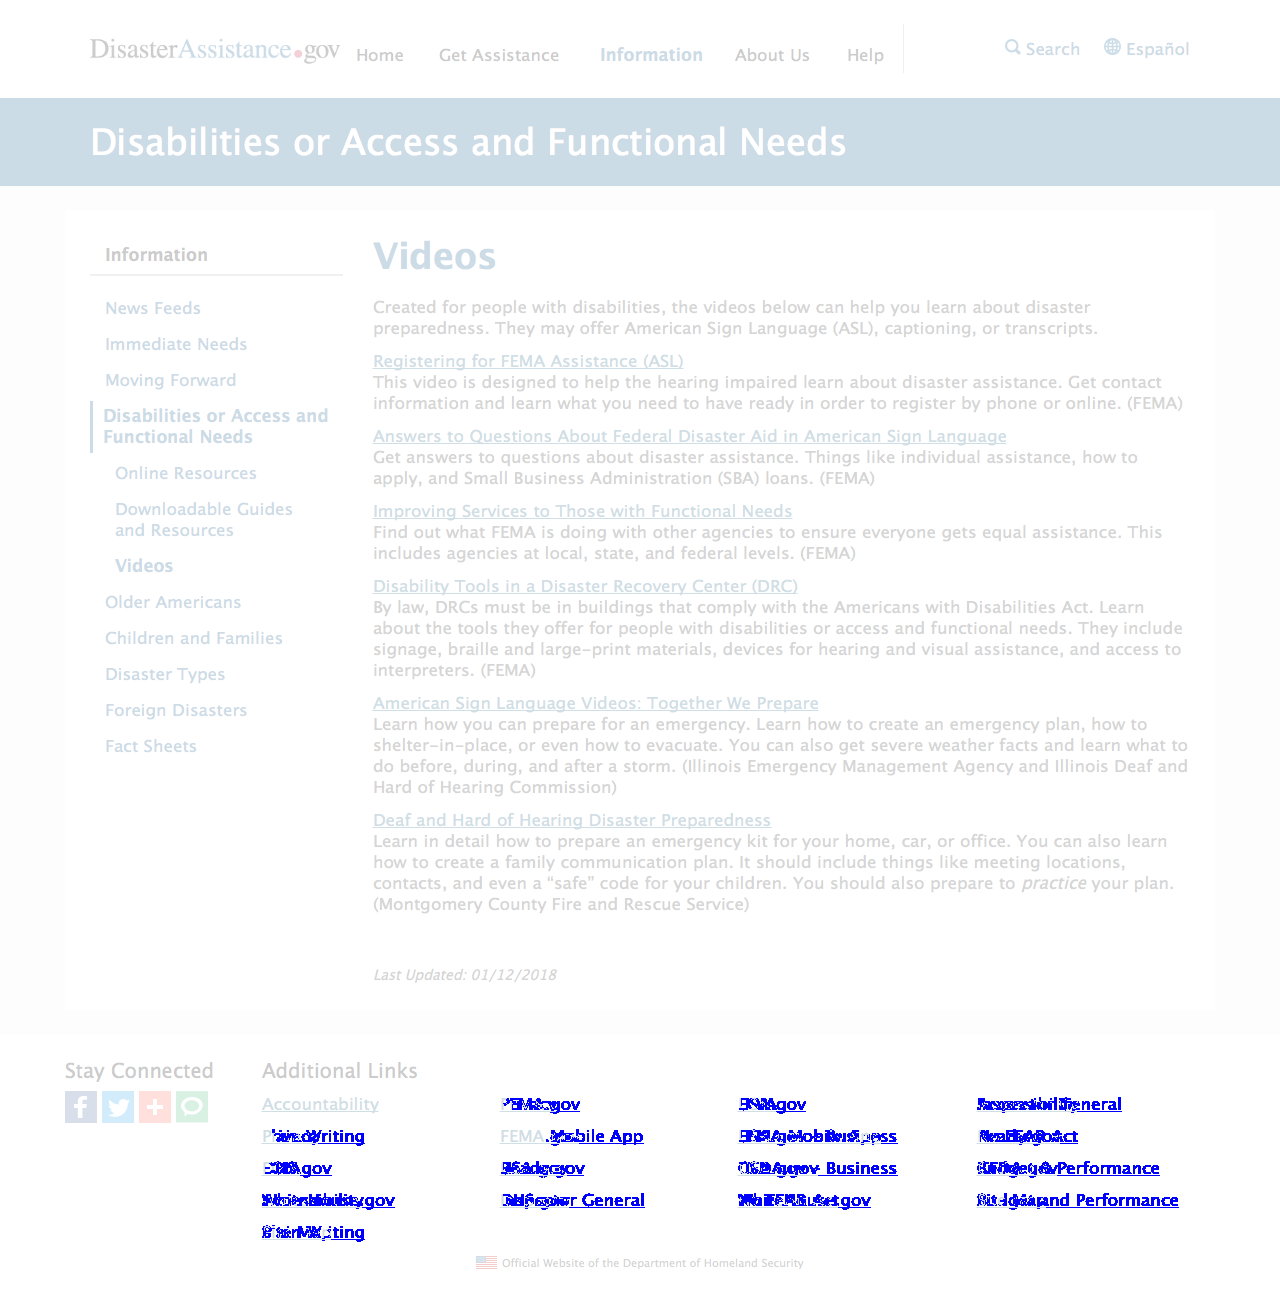 DisasterAssistance.gov Home Get Assistance Information About Us Help Search Español
Disabilities or Access and Functional Needs
Information
News Feeds
Immediate Needs
Moving Forward
Disabilities or Access and
Functional Needs
Online Resources
Downloadable Guides
and Resources
Videos
Older Americans
Children and Families
Disaster Types
Foreign Disasters
Fact Sheets
Videos
Created for people with disabilities, the videos below can help you learn about disaster
preparedness. They may offer American Sign Language (ASL), captioning, or transcripts.
Registering for FEMA Assistance (ASL)
This video is designed to help the hearing impaired learn about disaster assistance. Get contact
information and learn what you need to have ready in order to register by phone or online. (FEMA)
Answers to Questions About Federal Disaster Aid in American Sign Language
Get answers to questions about disaster assistance. Things like individual assistance, how to
apply, and Small Business Administration (SBA) loans. (FEMA)
Improving Services to Those with Functional Needs
Find out what FEMA is doing with other agencies to ensure everyone gets equal assistance. This
includes agencies at local, state, and federal levels. (FEMA)
Disability Tools in a Disaster Recovery Center (DRC)
By law, DRCs must be in buildings that comply with the Americans with Disabilities Act. Learn
about the tools they offer for people with disabilities or access and functional needs. They include
signage, braille and large-print materials, devices for hearing and visual assistance, and access to
interpreters. (FEMA)
American Sign Language Videos: Together We Prepare
Learn how you can prepare for an emergency. Learn how to create an emergency plan, how to
shelter-in-place, or even how to evacuate. You can also get severe weather facts and learn what to
do before, during, and after a storm. (Illinois Emergency Management Agency and Illinois Deaf and
Hard of Hearing Commission)
Deaf and Hard of Hearing Disaster Preparedness
Learn in detail how to prepare an emergency kit for your home, car, or office. You can also learn
how to create a family communication plan. It should include things like meeting locations,
contacts, and even a “safe” code for your children. You should also prepare to practice your plan.
(Montgomery County Fire and Rescue Service)
Last Updated: 01/12/2018
Stay Connected
Additional Links
Accountability
Writing
FEMA Mobile App
Business
Business
Performance
General
and Performance
Official Website of the Department of Homeland Security